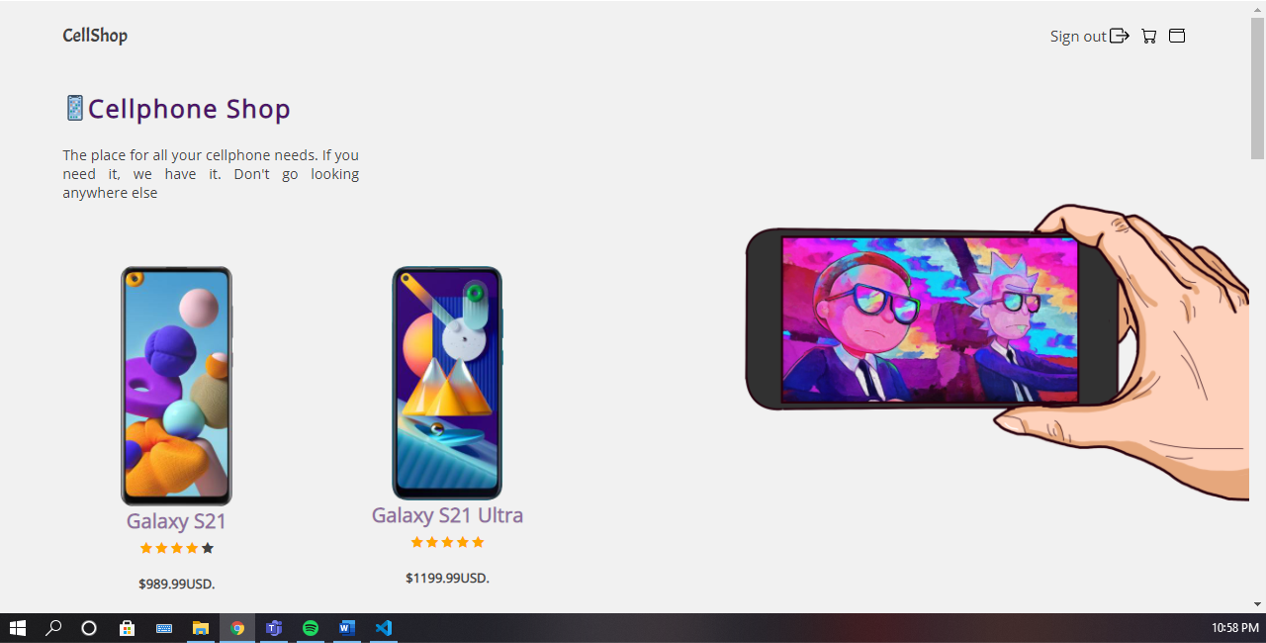 CellShop
Sign out
Cellphone Shop
The place for all your cellphone needs. If you
need it, we have it. Don't go looking
anywhere else
Galaxy S21
$989.99USD.
Galaxy S21 Ultra
$1199.99USD.
10:58 PM